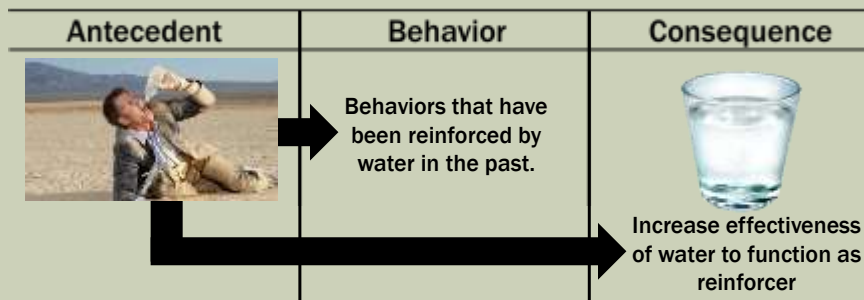 Antecedent
Behavior
Consequence
Behaviors that have
been reinforced by
water in the past.
Increase effectiveness
of water to function as
reinforcer